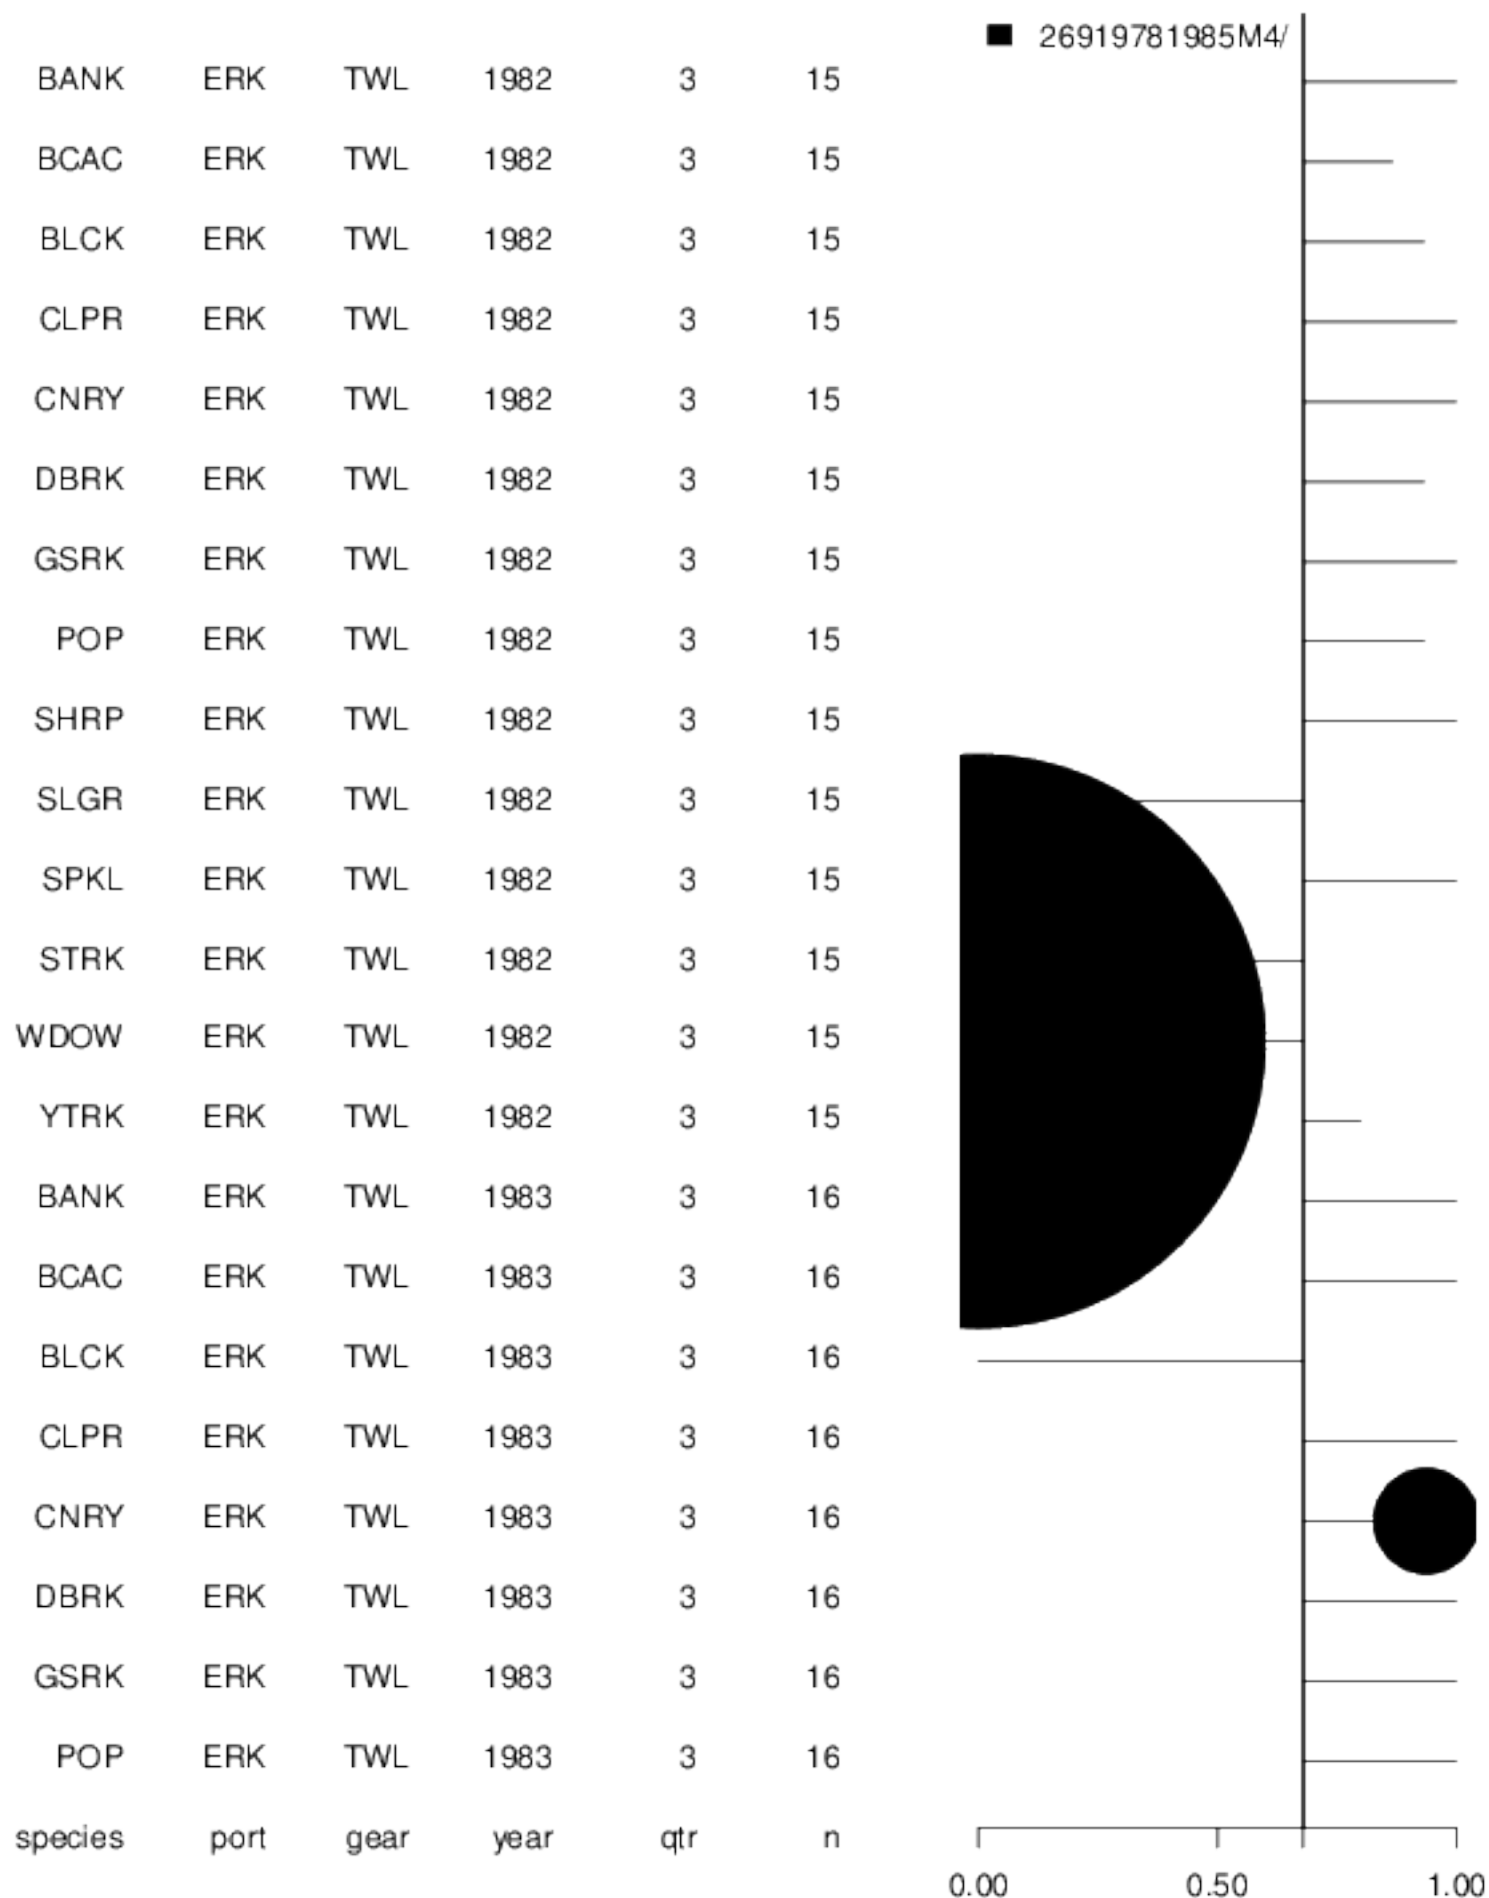 26919781985M4/
BANK ERK TWL 1982 3 15
BCAC ERK TWL 1982 3 15
BLCK ERK TWL 1982 3 15
CLPR ERK TWL 1982 3 15
CNRY ERK TWL 1982 3 15
DBRK ERK TWL 1982 3 15
GSRK ERK TWL 1982 3 15
POP ERK TWL 1982 3 15
SHRP ERK TWL 1982 3 15
SLGR ERK TWL 1982 3 15
SPKL ERK TWL 1982 3 15
STRK ERK TWL 1982 3 15
WDOW ERK TWL 1982 3 15
YTRK ERK TWL 1982 3 15
BANK ERK TWL 1983 3 16
BCAC ERK TWL 1983 3 16
BLCK ERK TWL 1983 3 16
CLPR ERK TWL 1983 3 16
CNRY ERK TWL 1983 3 16
DBRK ERK TWL 1983 3 16
GSRK ERK TWL 1983 3 16
POP ERK TWL 1983 3 16
species port gear year qtr n
0.00 0.50 1.00